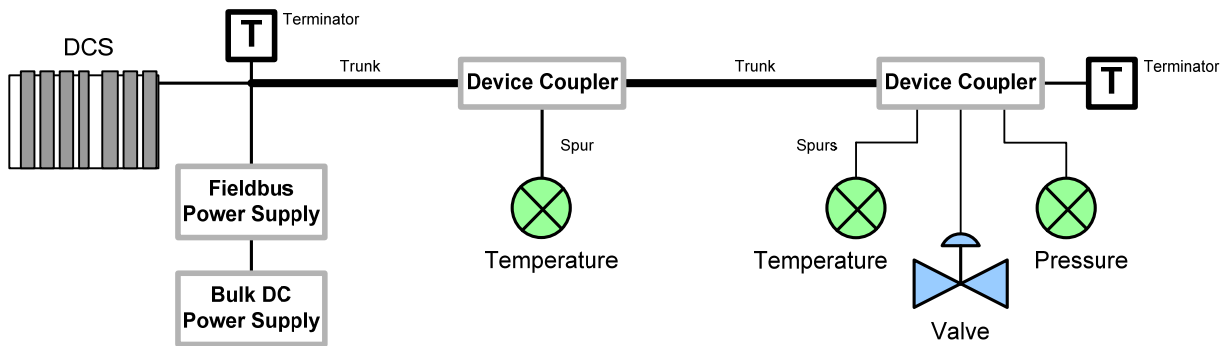 T
Terminator
DCS
Trunk
Trunk
Device Coupler
Device Coupler
T
Terminator
Spur
Spurs
Fieldbus
Power Supply
Temperature
Temperature
Pressure
Bulk DC
Power Supply
Valve